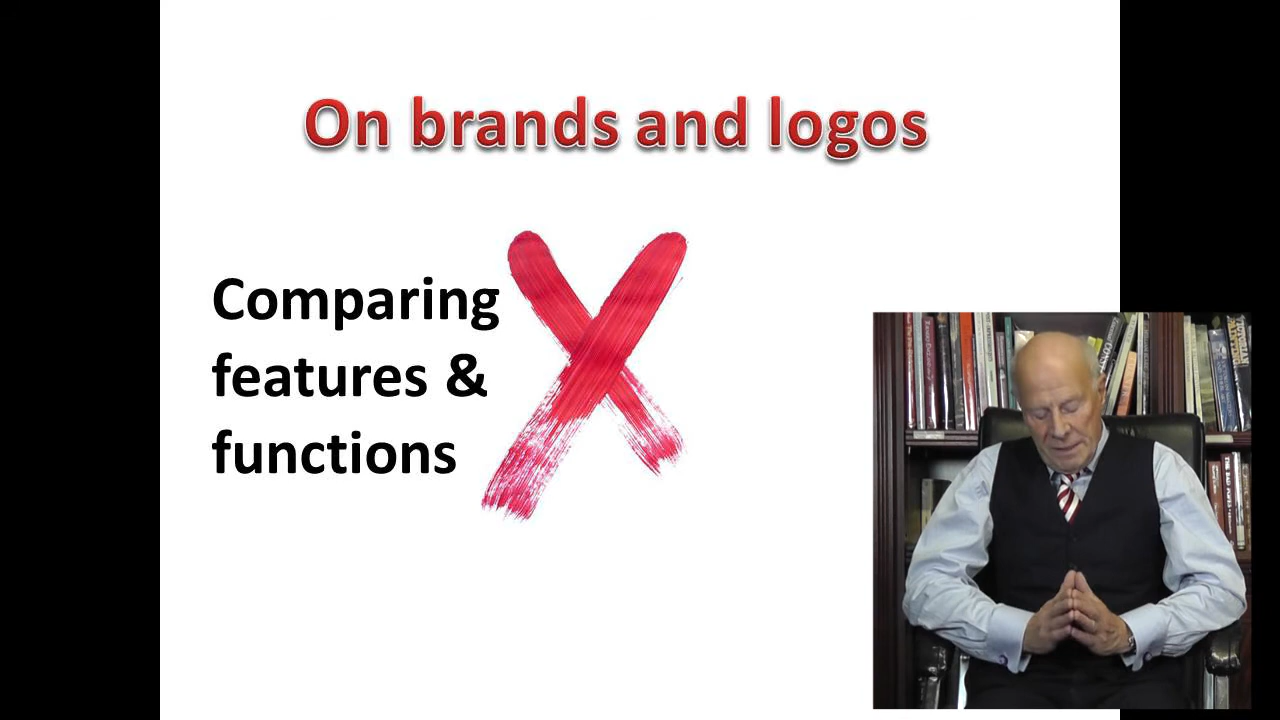 On brands and logos
Comparing
features &
functions